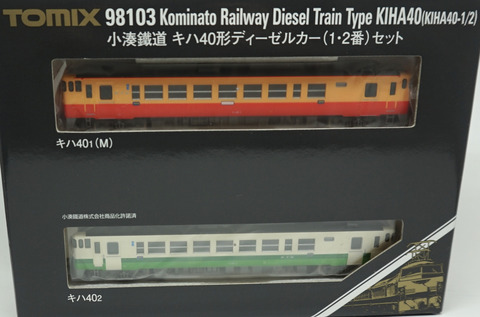 TOMIX 98103 Kominato Railway Diesel Train Type KIHA40(KIHA40-1/2)
小湊鐵道 キハ40形ディーゼルカー(1・2番)セット
キハ401(M)
小湊鐵道株式会社商品化許諾済
キハ402